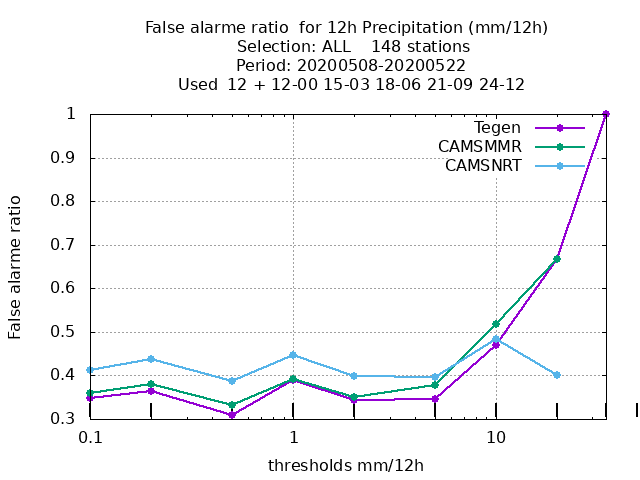 False alarme ratio  for 12h Precipitation (mm/12h)
Selection: ALL    148 stations
Period: 20200508-20200522
Used  12 + 12-00 15-03 18-06 21-09 24-12
Tegen
CAMSMMR
CAMSNRT
False alarme ratio
1
0.9
0.8
0.7
0.6
0.5
0.4
0.3
0.1
1
10
thresholds mm/12h